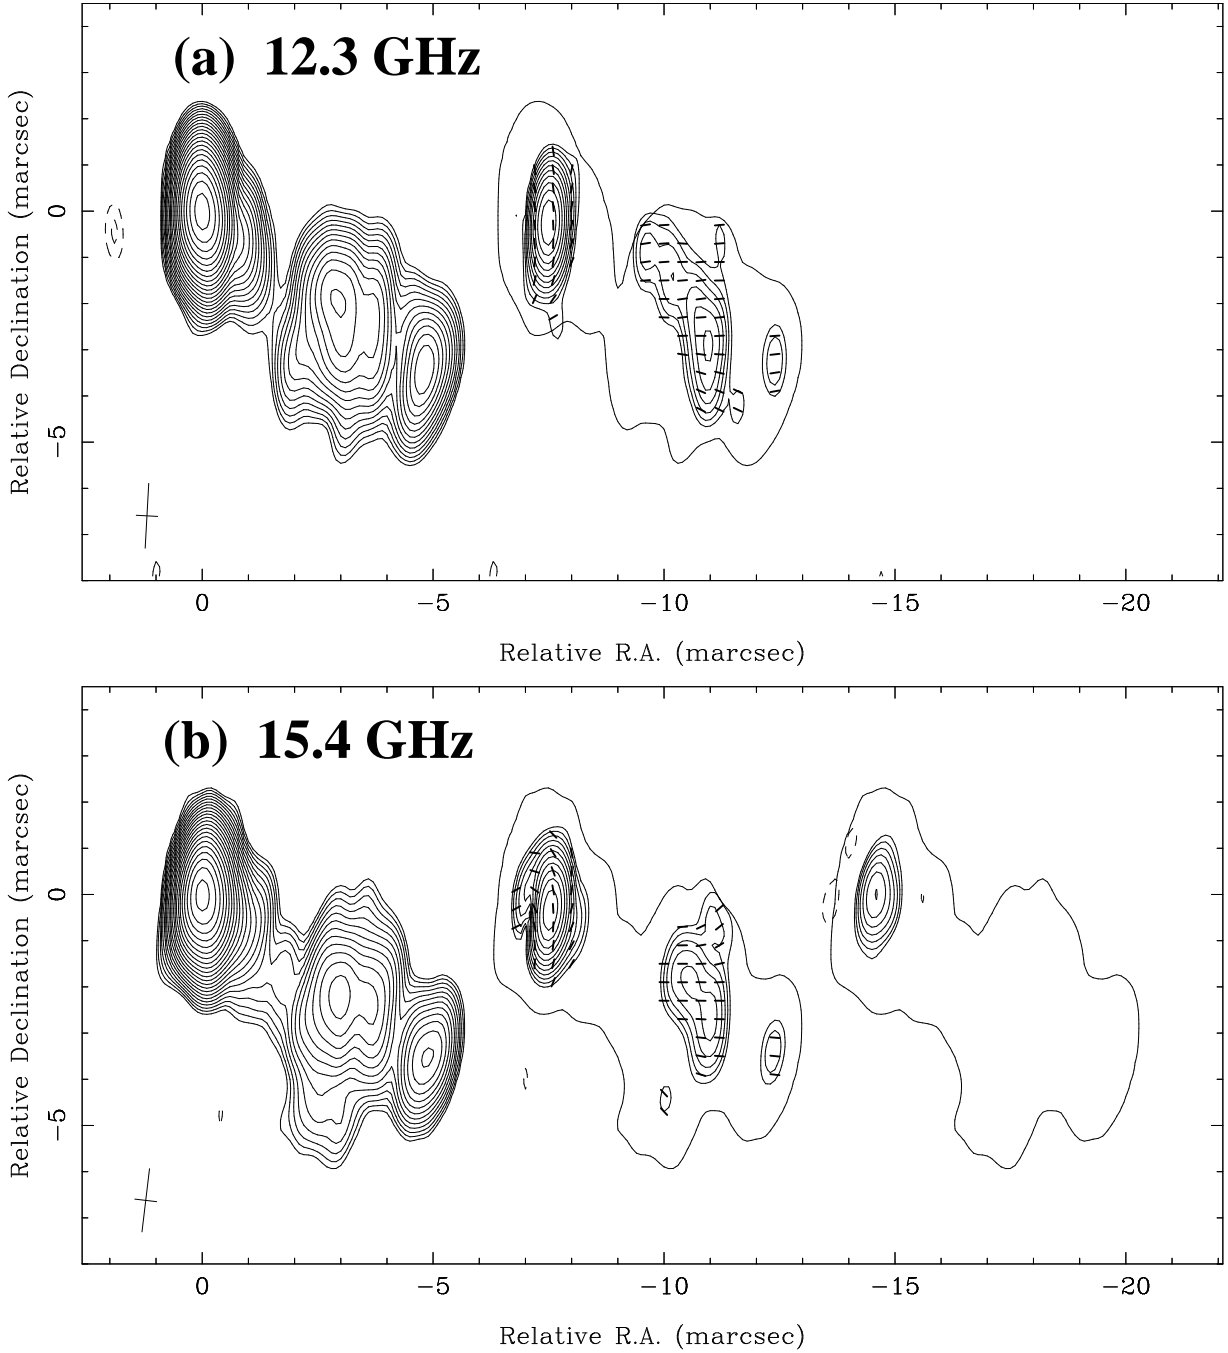 (a) 12.3 GHz
Relative Declination (marcsec)
0
−5
0 −5 −10 −15 −20
Relative R.A. (marcsec)
(b) 15.4 GHz
Relative Declination (marcsec)
0
−5
0 −5 −10 −15 −20
Relative R.A. (marcsec)